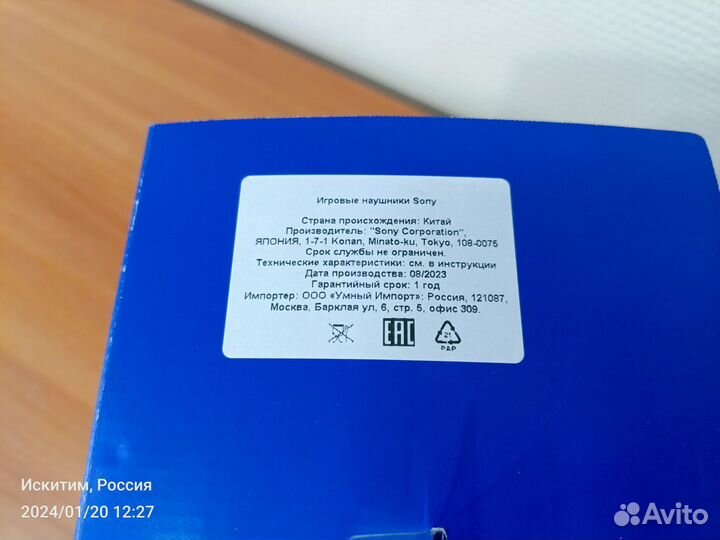 Игровые наушники Sony
Страна происхождения: Китай
Производитель: "Sony Corporation",
ЯПОНИЯ, 1-7-1 Konan, Minato-ku, Tokyo, 108-0075
Срок службы не ограничен.
Технические характеристики: см. в инструкции
Дата производства: 08/2023
Гарантийный срок: 1 год
Импортер: ООО «Умный Импорт»: Россия, 121087,
Москва, Барклая ул, 6, стр. 5, офис 309.
EAC
21
PAP
Искитим, Россия
2024/01/20 12:27
Avito